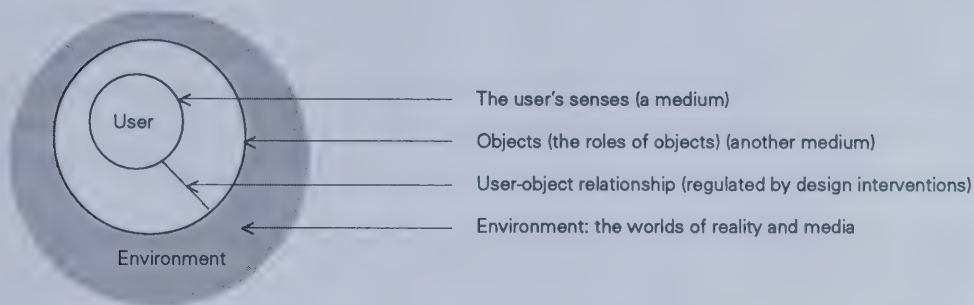 The user's senses (a medium)
User
Objects (the roles of objects) (another medium)
User-object relationship (regulated by design interventions)
Environment: the worlds of reality and media
Environment